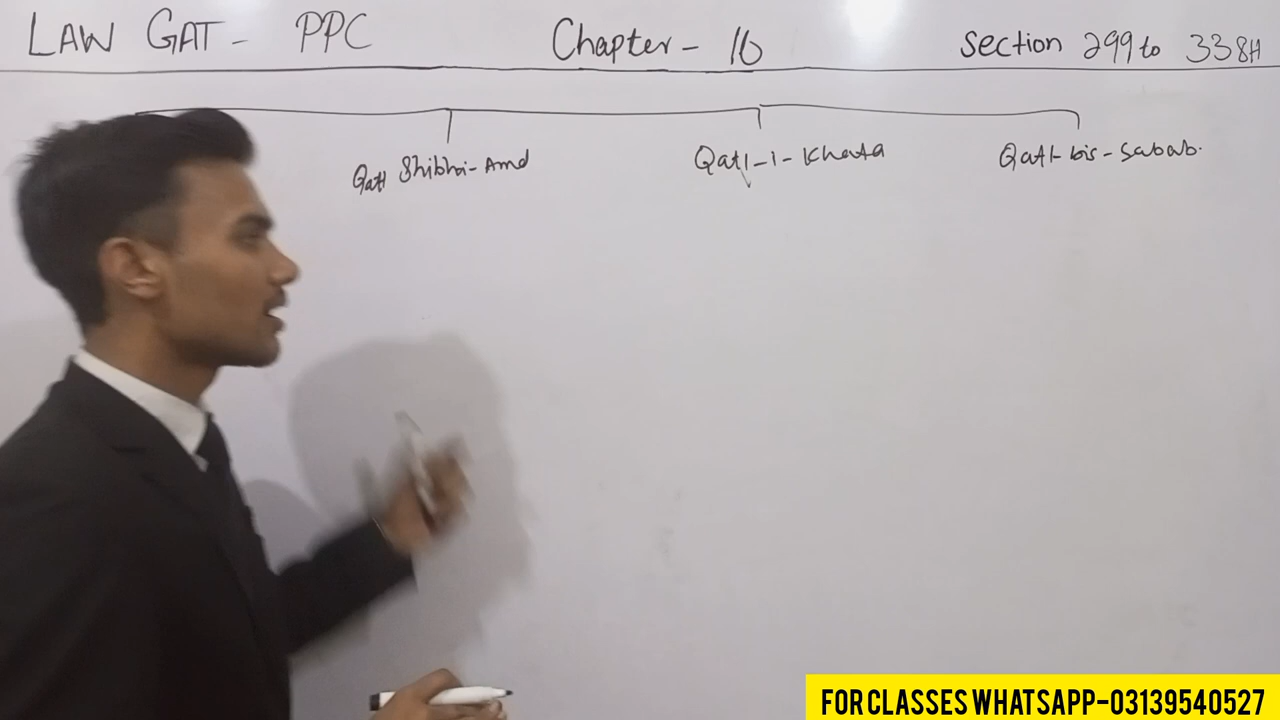 LAW GAT - PPC Chapter - 16 Section 299 to 338H
Qatl Shibhi-Amd Qatl-i-Khata Qatl-bis-Sabab.
FOR CLASSES WHATSAPP-03139540527